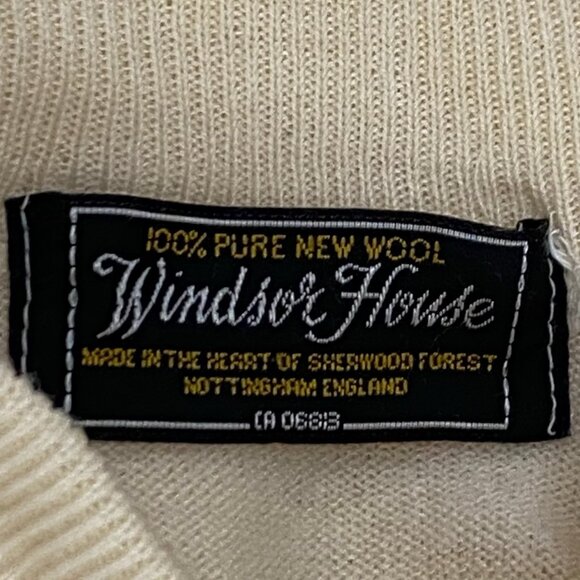 100% PURE NEW WOOL
Windsor House
MADE IN THE HEART OF SHERWOOD FOREST
NOTTINGHAM ENGLAND
CA 06813